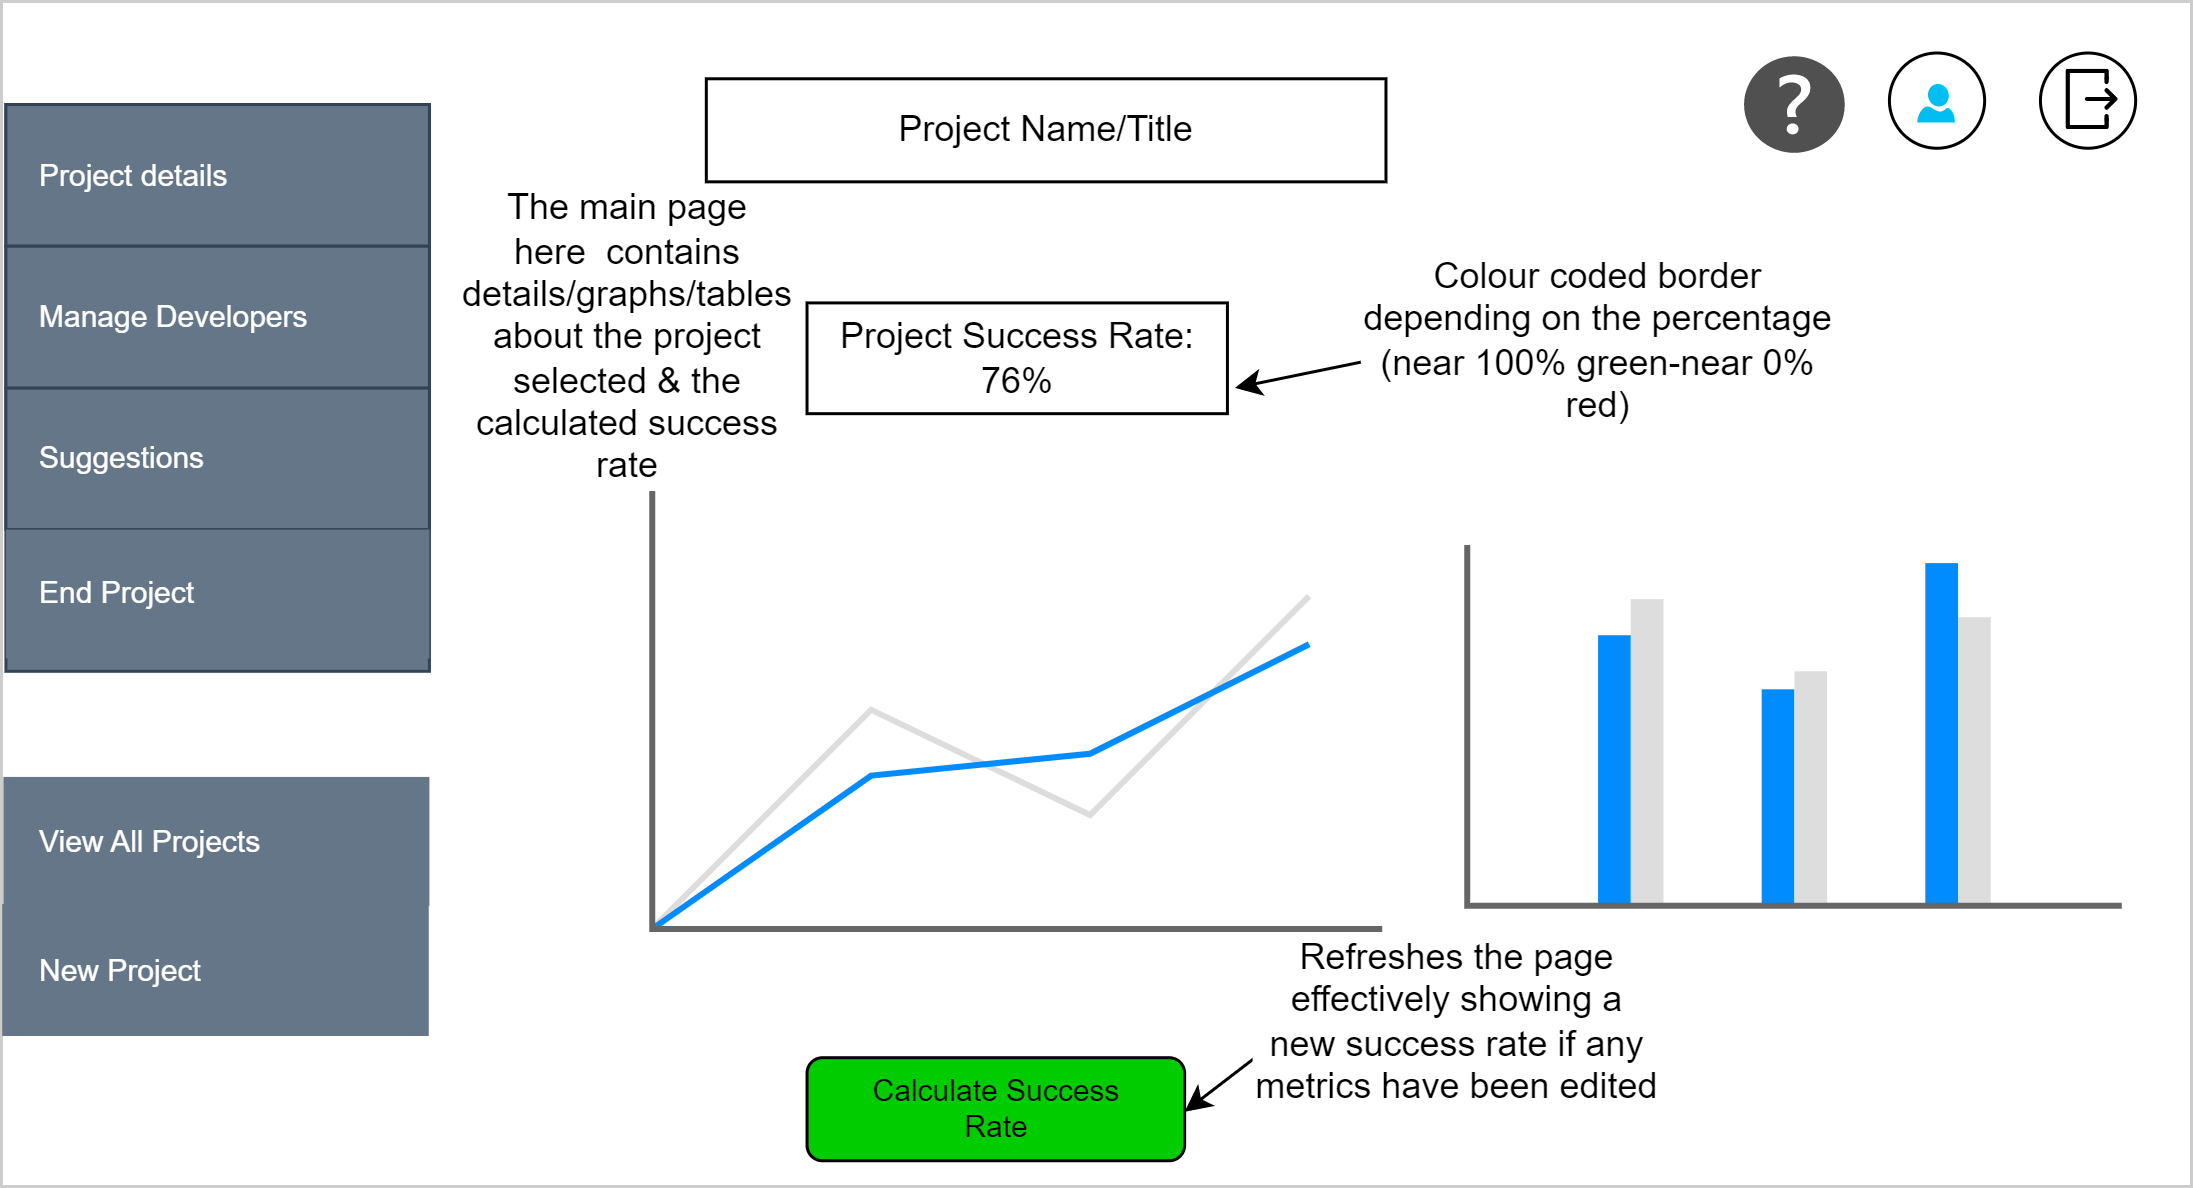 Project Name/Title
?
Project details
Manage Developers
Suggestions
End Project
View All Projects
New Project
The main page
here  contains
details/graphs/tables
about the project
selected & the
calculated success
rate
Project Success Rate:
76%
Colour coded border
depending on the percentage
(near 100% green-near 0%
red)
Refreshes the page
effectively showing a
new success rate if any
metrics have been edited
Calculate Success
Rate